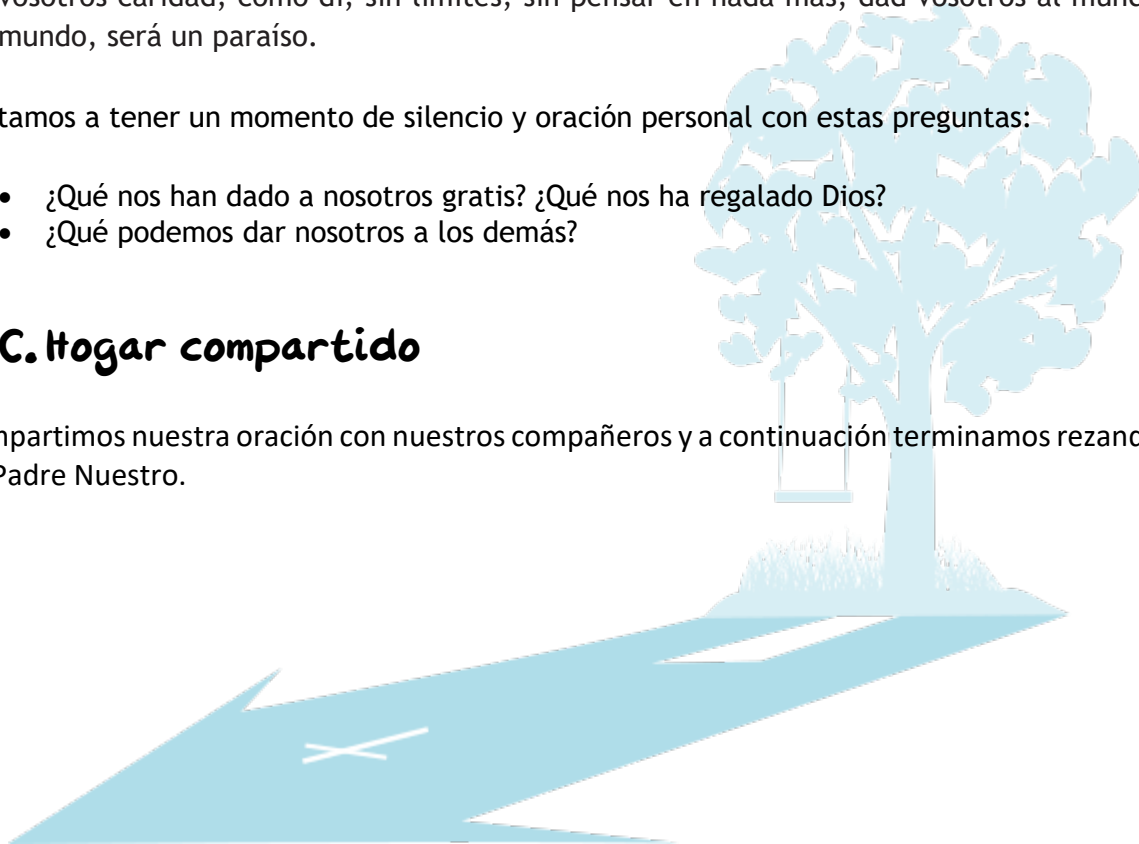 vosotros caridad, como di, sin límites, sin pensar en nada más, dad vosotros al
mundo, será un paraíso.
tamos a tener un momento de silencio y oración personal con estas preguntas:
• ¿Qué nos han dado a nosotros gratis? ¿Qué nos ha regalado Dios?
• ¿Qué podemos dar nosotros a los demás?
C. Hogar compartido
mpartimos nuestra oración con nuestros compañeros y a continuación terminamos rezand
Padre Nuestro.